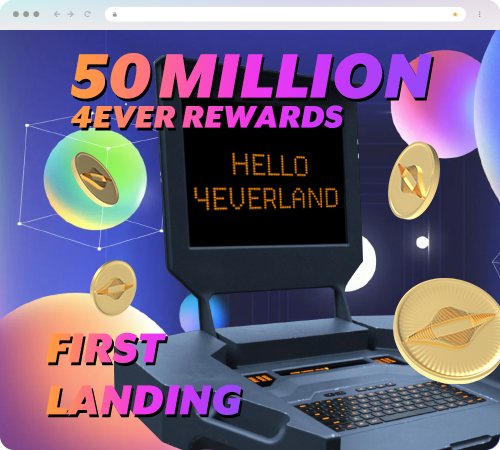 50 MILLION
4EVER REWARDS
HELLO
4EVERLAND
FIRST
LANDING